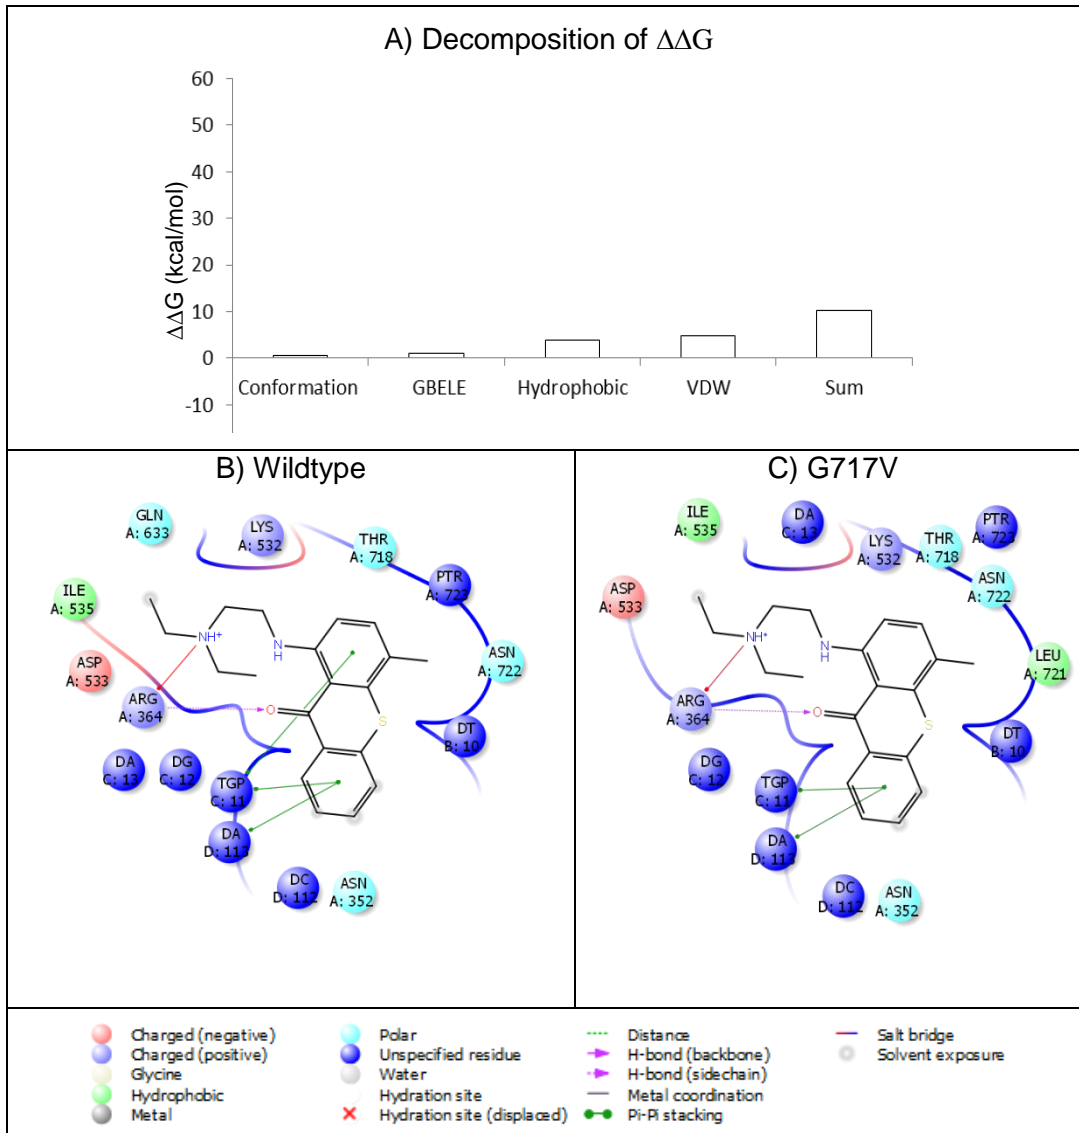 A) Decomposition of ΔΔG
ΔΔG (kcal/mol)
60
50
40
30
20
10
0
-10
Conformation GBELE Hydrophobic VDW Sum
B) Wildtype
GLN
A: 633
LYS
A: 532
THR
A: 718
PTR
A: 723
ILE
A: 535
ASP
A: 533
ASN
A: 722
ARG
A: 364
NH+
N
H
O
S
DT
B: 10
DA
C: 13
DG
C: 12
TGP
C: 11
DA
D: 113
DC
D: 112
ASN
A: 352
C) G717V
ILE
A: 535
DA
C: 13
LYS
A: 532
THR
A: 718
PTR
A: 723
ASN
A: 722
ASP
A: 533
LEU
A: 721
ARG
A: 364
NH+
N
H
O
S
DT
B: 10
DG
C: 12
TGP
C: 11
DA
D: 113
DC
D: 112
ASN
A: 352
Charged (negative)
Charged (positive)
Glycine
Hydrophobic
Metal
Polar
Unspecified residue
Water
Hydration site
Hydration site (displaced)
Distance
H-bond (backbone)
H-bond (sidechain)
Metal coordination
Pi-Pi stacking
Salt bridge
Solvent exposure